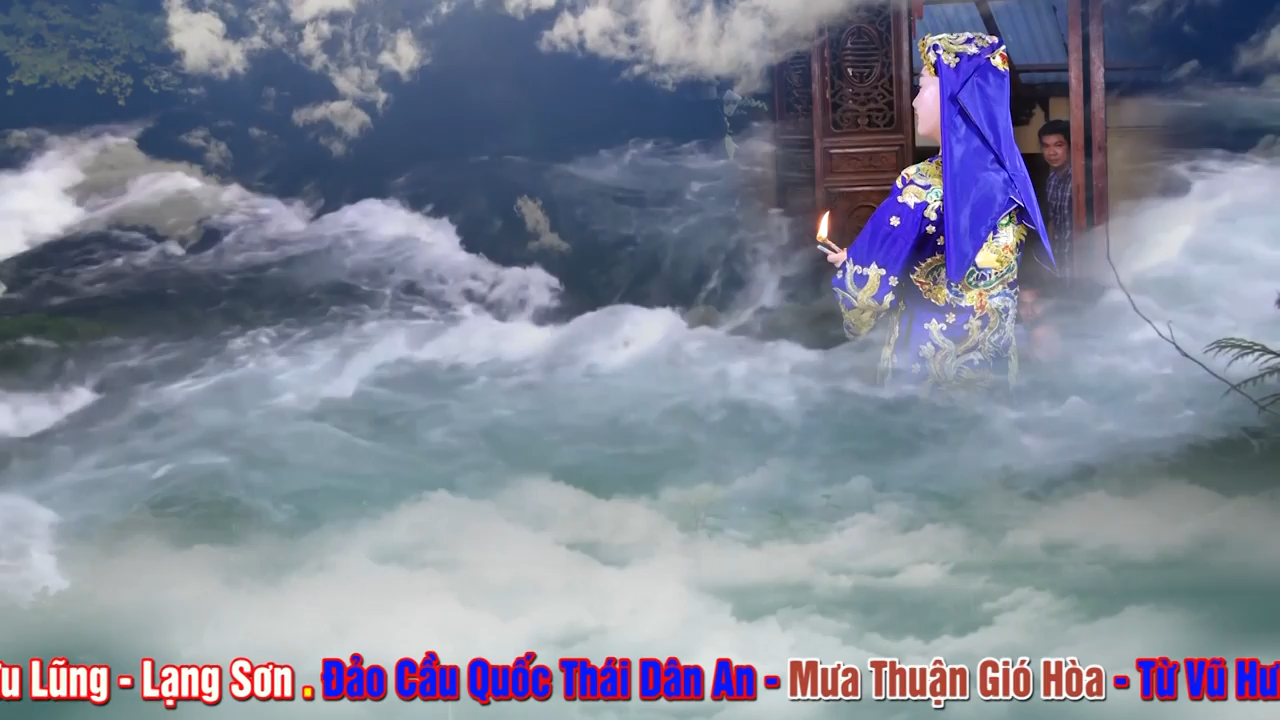 Lũng - Lạng Sơn . Đảo Cầu Quốc Thái Dân An - Mưa Thuận Gió Hòa - Từ Vũ